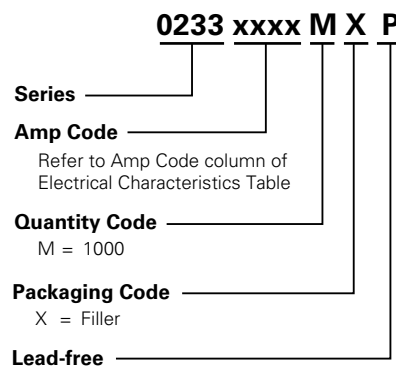 0233 xxxx M X P
Series
Amp Code
Refer to Amp Code column of
Electrical Characteristics Table
Quantity Code
M = 1000
Packaging Code
X = Filler
Lead-free